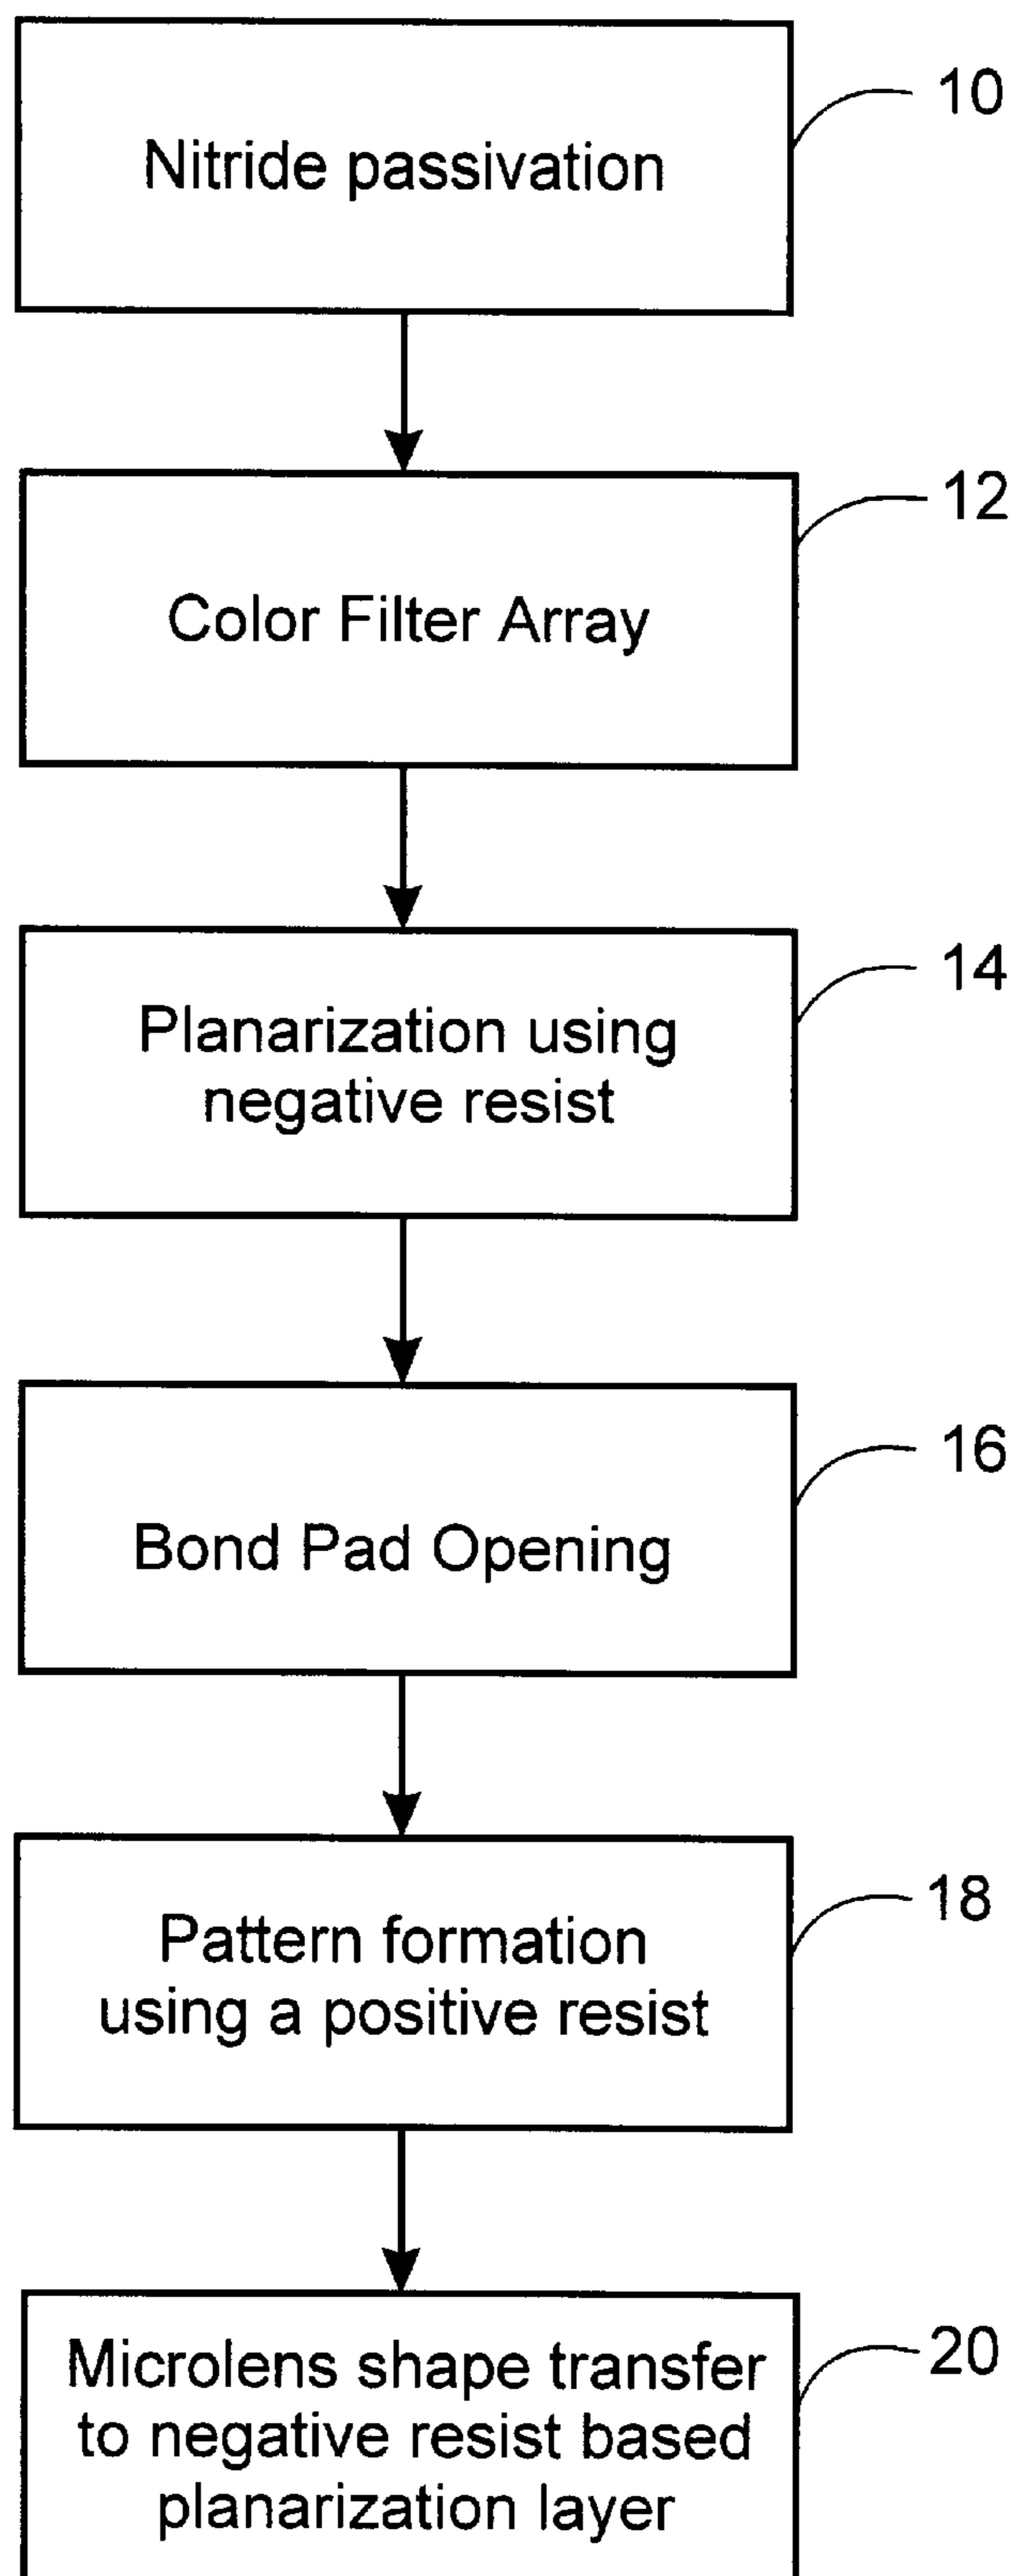 Nitride passivation
10
Color Filter Array
12
Planarization using
negative resist
14
Bond Pad Opening
16
Pattern formation
using a positive resist
18
Microlens shape transfer
to negative resist based
planarization layer
20